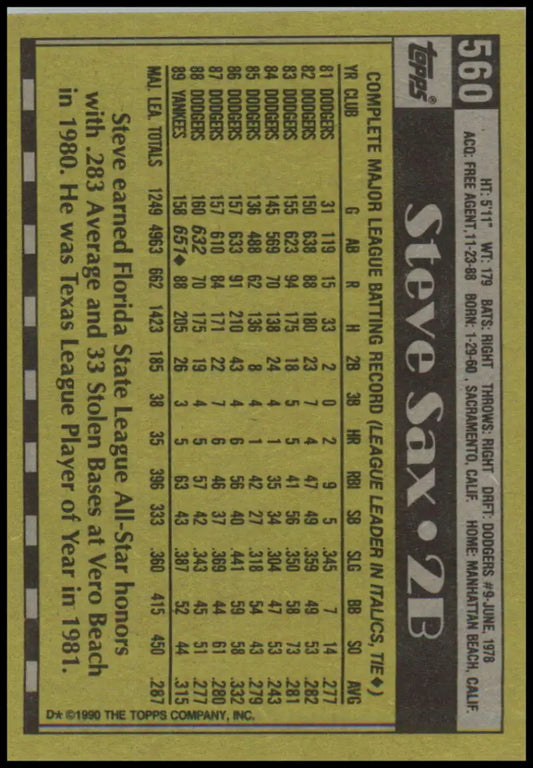 560
HT: 5'11" WT: 179 BATS: RIGHT THROWS: RIGHT DRFT: DODGERS #9-JUNE, 1978
ACQ: FREE AGENT, 11-23-88 BORN: 1-29-60, SACRAMENTO, CALIF. HOME: MANHATTAN BEACH, CALIF.
topps® Steve Sax • 2B
COMPLETE MAJOR LEAGUE BATTING RECORD (LEAGUE LEADER IN ITALICS, TIE◆)
YR CLUB G AB R H 2B 3B HR RBI SB SLG BB SO AVG
81 DODGERS 31 119 15 33 2 0 2 9 5 .345 7 14 .277
82 DODGERS 150 638 88 180 23 7 4 47 49 .359 49 53 .282
83 DODGERS 155 623 94 175 18 5 5 41 56 .350 58 73 .281
84 DODGERS 145 569 70 138 24 4 1 35 34 .304 47 53 .243
85 DODGERS 136 488 62 136 8 4 1 42 27 .318 54 43 .279
86 DODGERS 157 633 91 210 43 4 6 56 40 .441 59 58 .332
87 DODGERS 157 610 84 171 22 7 6 46 37 .369 44 61 .280
88 DODGERS 160 632 70 175 19 4 5 57 42 .343 45 51 .277
89 YANKEES 158 651◆ 88 205 26 3 5 63 43 .387 52 44 .315
MAJ. LEA. TOTALS 1249 4963 662 1423 185 38 35 396 333 .360 415 450 .287
Steve earned Florida State League All-Star honors
with .283 Average and 33 Stolen Bases at Vero Beach
in 1980. He was Texas League Player of Year in 1981.
D* ©1990 THE TOPPS COMPANY, INC.